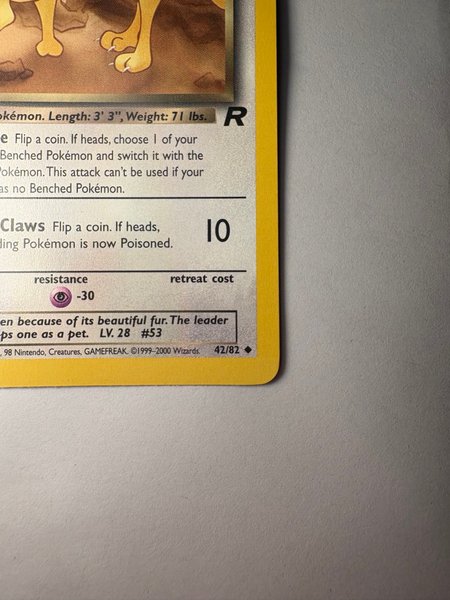 okémon. Length: 3' 3", Weight: 71 lbs.
R
e Flip a coin. If heads, choose 1 of your
Benched Pokémon and switch it with the
Pokémon. This attack can't be used if your
as no Benched Pokémon.
Claws Flip a coin. If heads,
ding Pokémon is now Poisoned.
10
resistance
retreat cost
-30
en because of its beautiful fur. The leader
ps one as a pet. LV. 28 #53
, 98 Nintendo, Creatures, GAMEFREAK. ©1999-2000 Wizards. 42/82